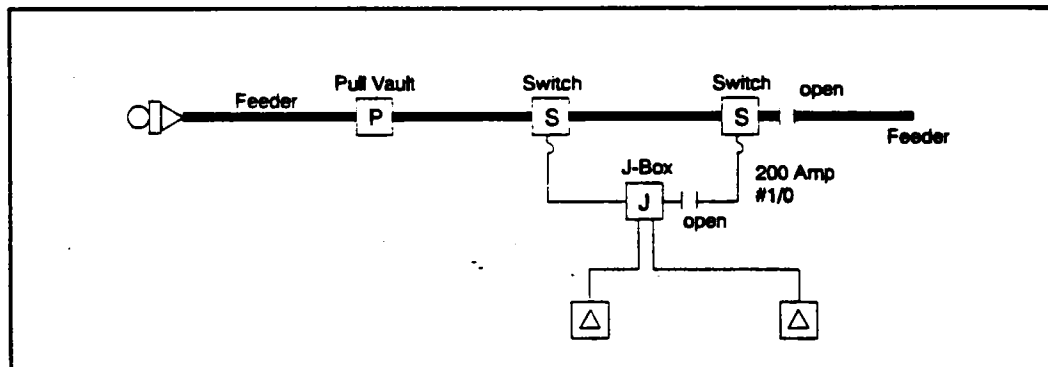 Pull Vault
Switch
Switch
open
Feeder
P
S
S
Feeder
J-Box
200 Amp
#1/0
J
open